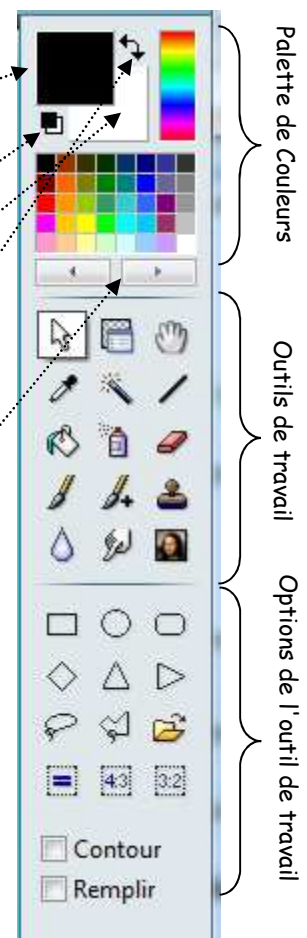 Palette de Couleurs
Outils de travail
Options de l'outil de travail
4:3
3:2
Contour
Remplir